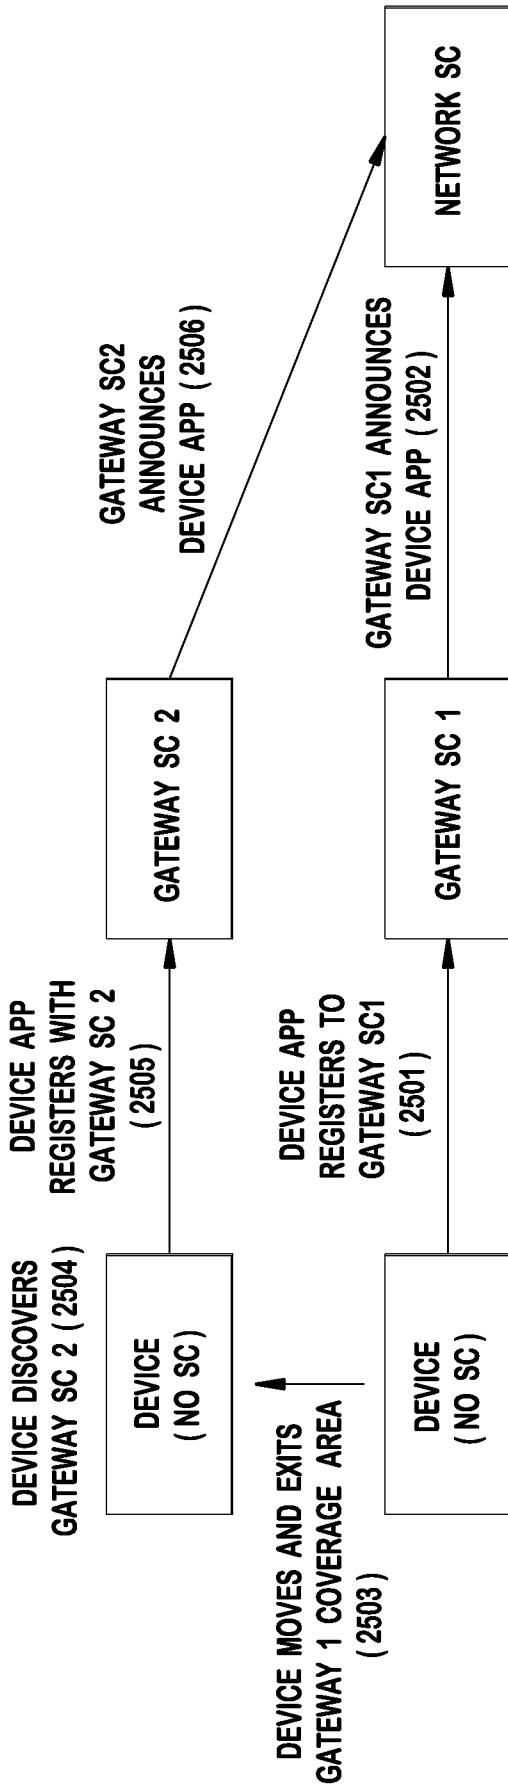 DEVICE DISCOVERS
GATEWAY SC 2 (2504)
DEVICE
(NO SC)
DEVICE APP
REGISTERS WITH
GATEWAY SC 2
(2505)
GATEWAY SC 2
GATEWAY SC2
ANNOUNCES
DEVICE APP (2506)
DEVICE MOVES AND EXITS
GATEWAY 1 COVERAGE AREA
(2503)
DEVICE
(NO SC)
DEVICE APP
REGISTERS TO
GATEWAY SC1
(2501)
GATEWAY SC 1
GATEWAY SC1 ANNOUNCES
DEVICE APP (2502)
NETWORK SC